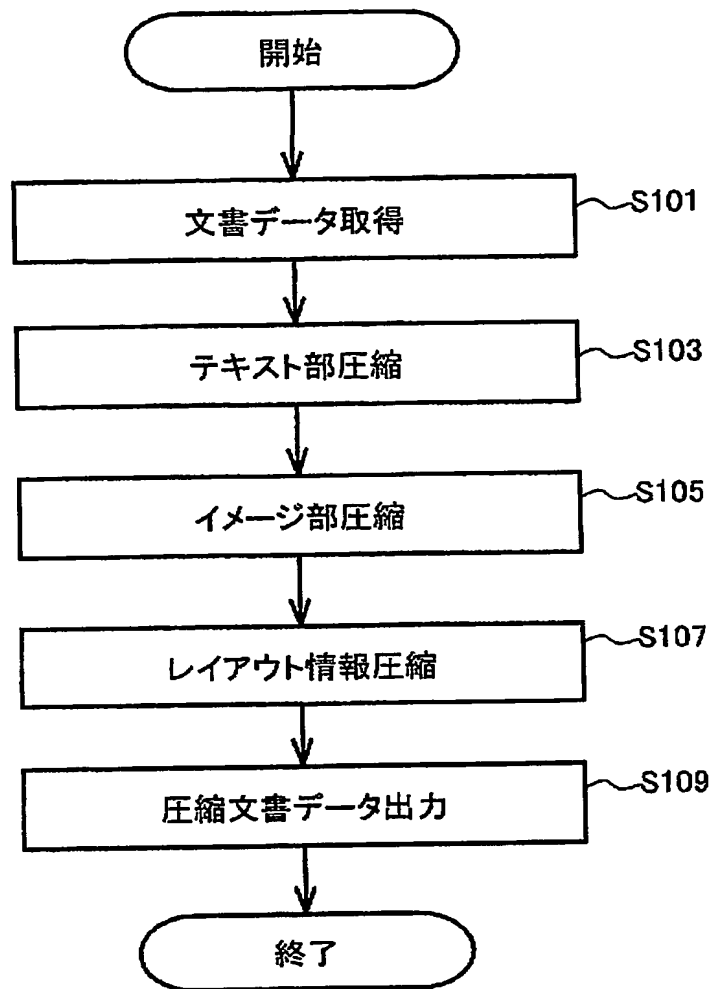 開始
文書データ取得
S101
テキスト部圧縮
S103
イメージ部圧縮
S105
レイアウト情報圧縮
S107
圧縮文書データ出力
S109
終了